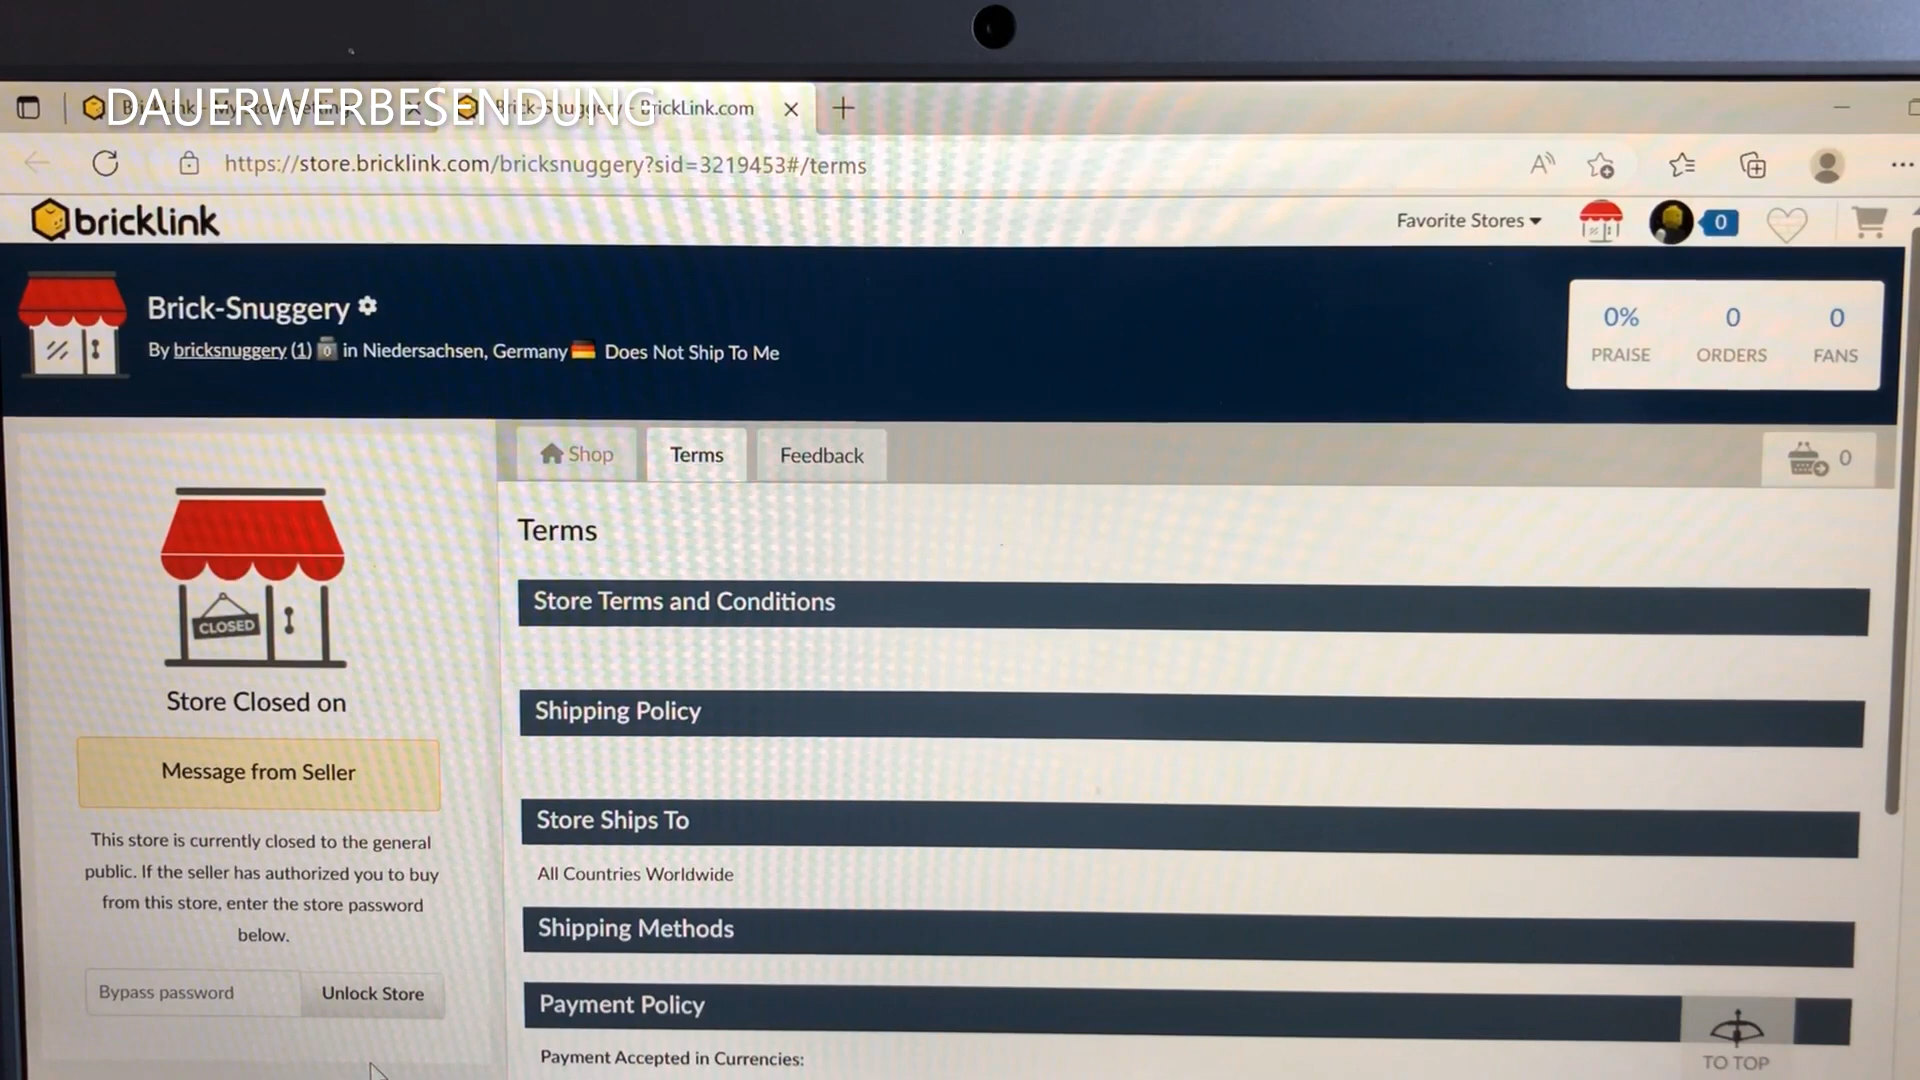 DAUERWERBESENDUNG
BrickLink.com
https://store.bricklink.com/bricksnuggery?sid=3219453#/terms
bricklink
Favorite Stores
0
Brick-Snuggery
By bricksnuggery (1) 0 in Niedersachsen, Germany Does Not Ship To Me
0% 0 0
PRAISE ORDERS FANS
Shop Terms Feedback
0
CLOSED
Store Closed on
Message from Seller
This store is currently closed to the general
public. If the seller has authorized you to buy
from this store, enter the store password
below.
Bypass password Unlock Store
Terms
Store Terms and Conditions
Shipping Policy
Store Ships To
All Countries Worldwide
Shipping Methods
Payment Policy
Payment Accepted in Currencies:
TO TOP